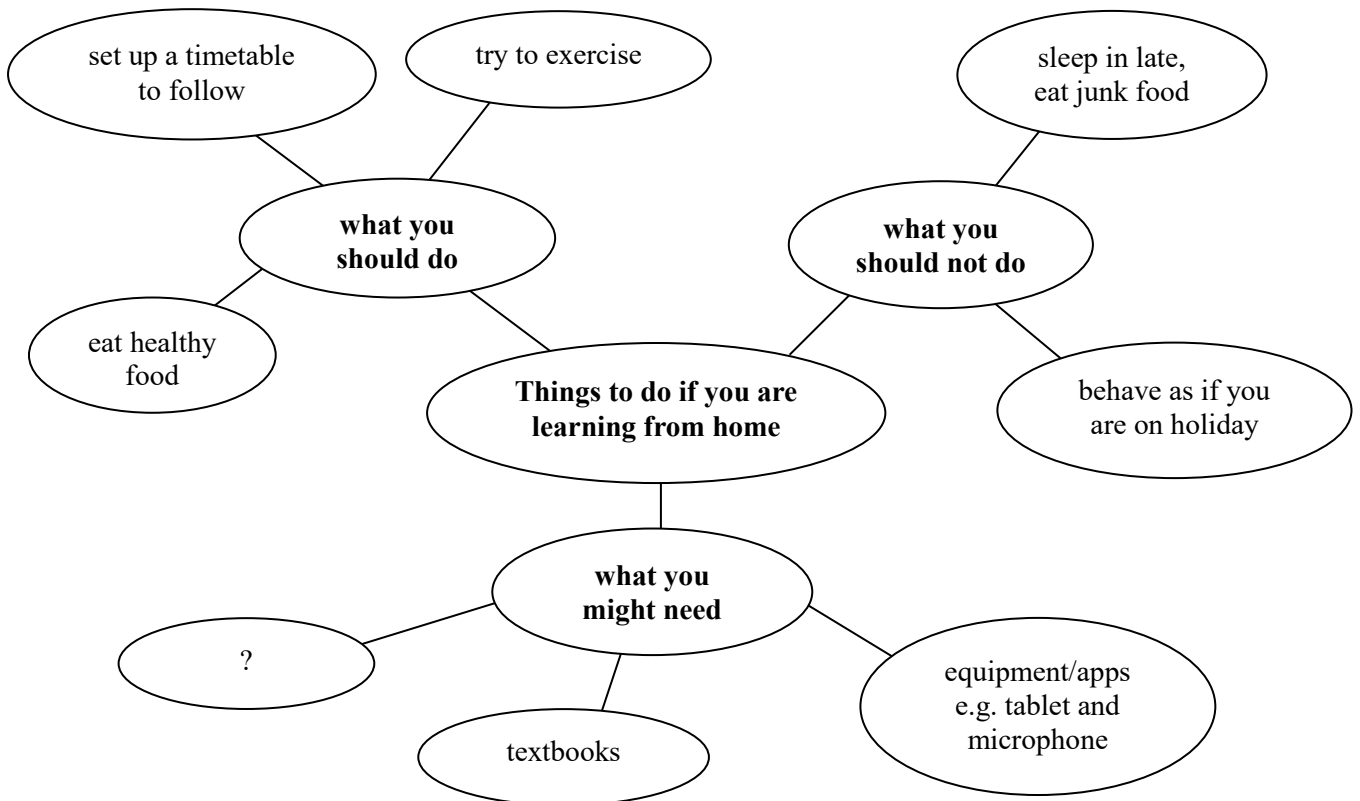 set up a timetable
to follow
try to exercise
sleep in late,
eat junk food
what you
should do
what you
should not do
eat healthy
food
Things to do if you are
learning from home
behave as if you
are on holiday
what you
might need
?
equipment/apps
e.g. tablet and
microphone
textbooks